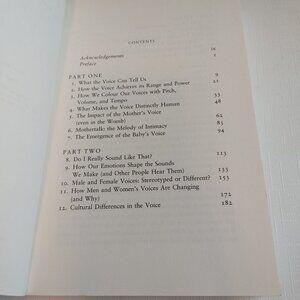 CONTENTS
Acknowledgements ix
Preface 1
PART ONE
1. What the Voice Can Tell Us 9
2. How the Voice Achieves its Range and Power 21
3. How We Colour Our Voices with Pitch,
Volume, and Tempo 33
4. What Makes the Voice Distinctly Human 48
5. The Impact of the Mother's Voice
(even in the Womb) 62
6. Mothertalk: the Melody of Intimacy 85
7. The Emergence of the Baby's Voice 94
PART TWO
8. Do I Really Sound Like That? 113
9. How Our Emotions Shape the Sounds
We Make (and Other People Hear Them) 133
10. Male and Female Voices: Stereotyped or Different? 153
11. How Men and Women's Voices Are Changing
(and Why) 172
12. Cultural Differences in the Voice 182